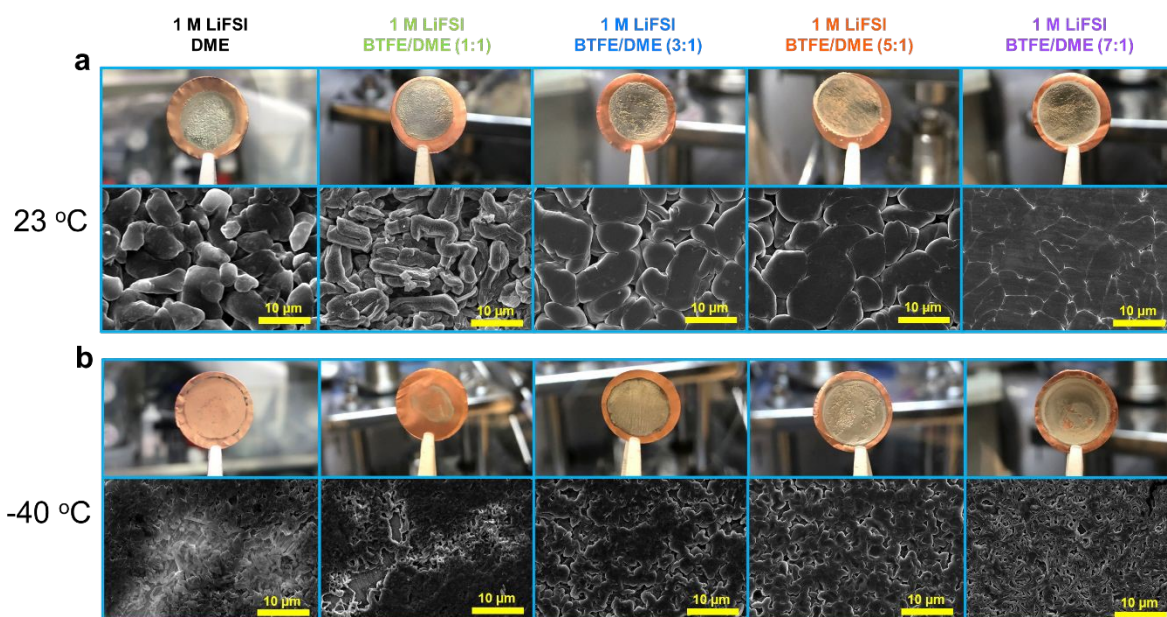 1 M LiFSI
DME
1 M LiFSI
BTFE/DME (1:1)
1 M LiFSI
BTFE/DME (3:1)
1 M LiFSI
BTFE/DME (5:1)
1 M LiFSI
BTFE/DME (7:1)
a
23 °C
10 µm
10 µm
10 µm
10 µm
10 µm
b
-40 °C
10 µm
10 µm
10 µm
10 µm
10 µm